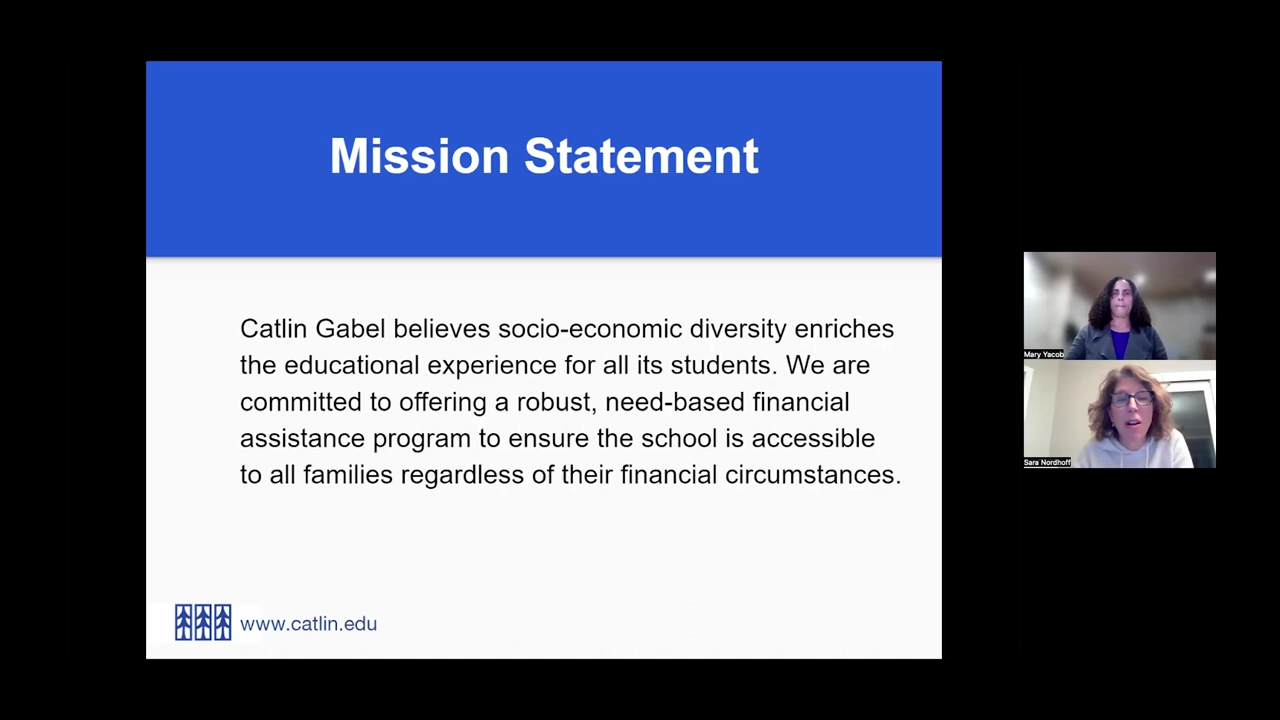 Mission Statement
Catlin Gabel believes socio-economic diversity enriches
the educational experience for all its students. We are
committed to offering a robust, need-based financial
assistance program to ensure the school is accessible
to all families regardless of their financial circumstances.
www.catlin.edu
Mary Yacob
Sara Nordhoff